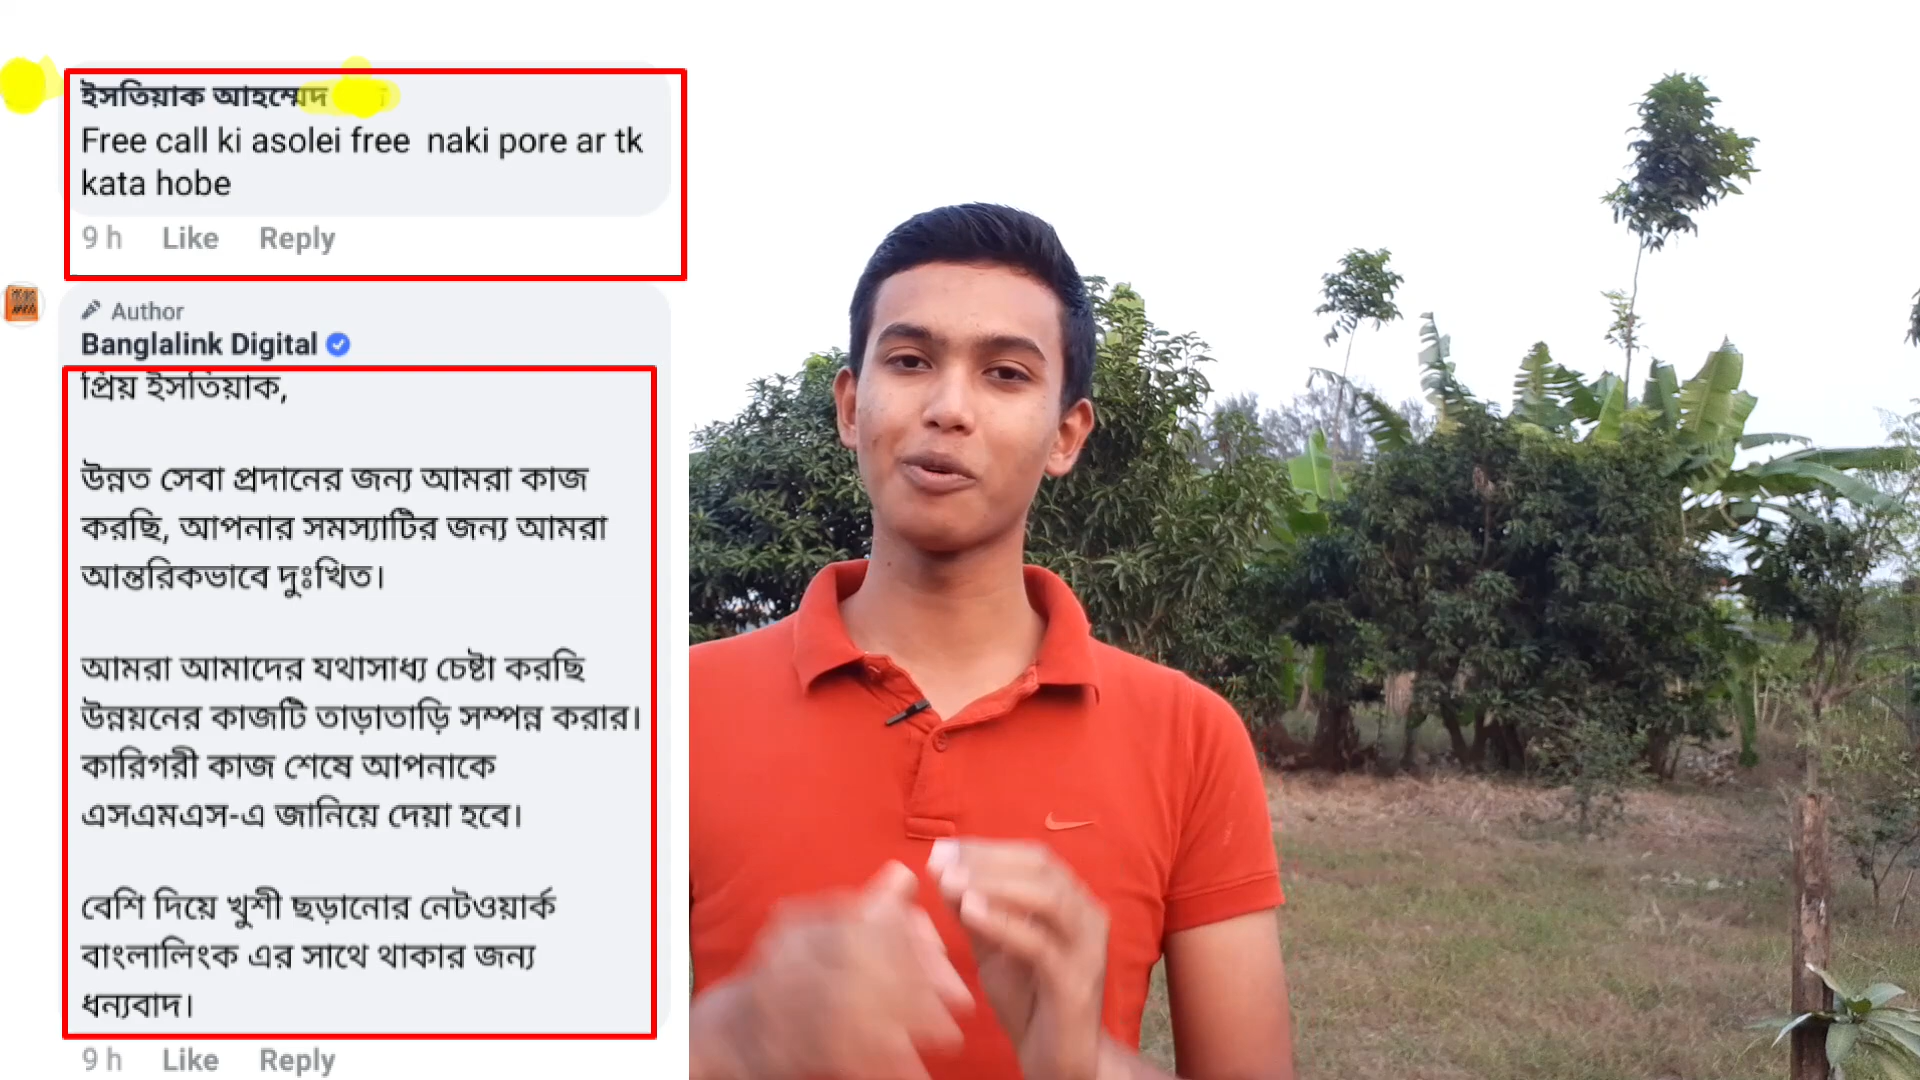 ইসতিয়াক আহম্মেদ
Free call ki asolei free naki pore ar tk
kata hobe
9 h Like Reply
Author
Banglalink Digital
প্রিয় ইসতিয়াক,
উন্নত সেবা প্রদানের জন্য আমরা কাজ
করছি, আপনার সমস্যাটির জন্য আমরা
আন্তরিকভাবে দুঃখিত।
আমরা আমাদের যথাসাধ্য চেষ্টা করছি
উন্নয়নের কাজটি তাড়াতাড়ি সম্পন্ন করার।
কারিগরী কাজ শেষে আপনাকে
এসএমএস-এ জানিয়ে দেয়া হবে।
বেশি দিয়ে খুশী ছড়ানোর নেটওয়ার্ক
বাংলালিংক এর সাথে থাকার জন্য
ধন্যবাদ।
9 h Like Reply